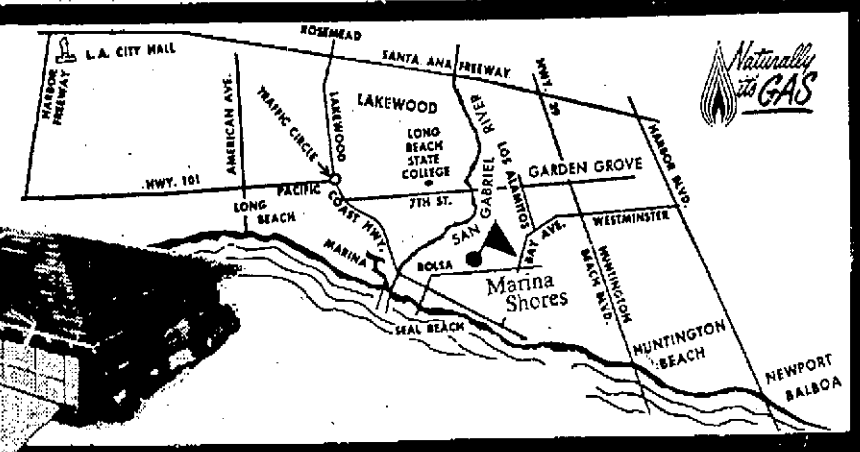 ROSEMEAD
L.A. CITY HALL
SANTA ANA FREEWAY
Naturally
it's GAS
HARBOR
FREEWAY
AMERICAN AVE.
TRAFFIC CIRCLE
LAKEWOOD
LAKEWOOD
LONG
BEACH
STATE
COLLEGE
SAN GABRIEL RIVER
LOS ALAMITOS
HWY. 39
HARBOR BLVD.
GARDEN GROVE
HWY. 101
PACIFIC COAST HWY.
7TH ST.
LONG
BEACH
BAY AVE.
WESTMINSTER
MARINA
BOLSA
HUNTINGTON
BEACH BLVD.
Marina
Shores
SEAL BEACH
HUNTINGTON
BEACH
NEWPORT
BALBOA